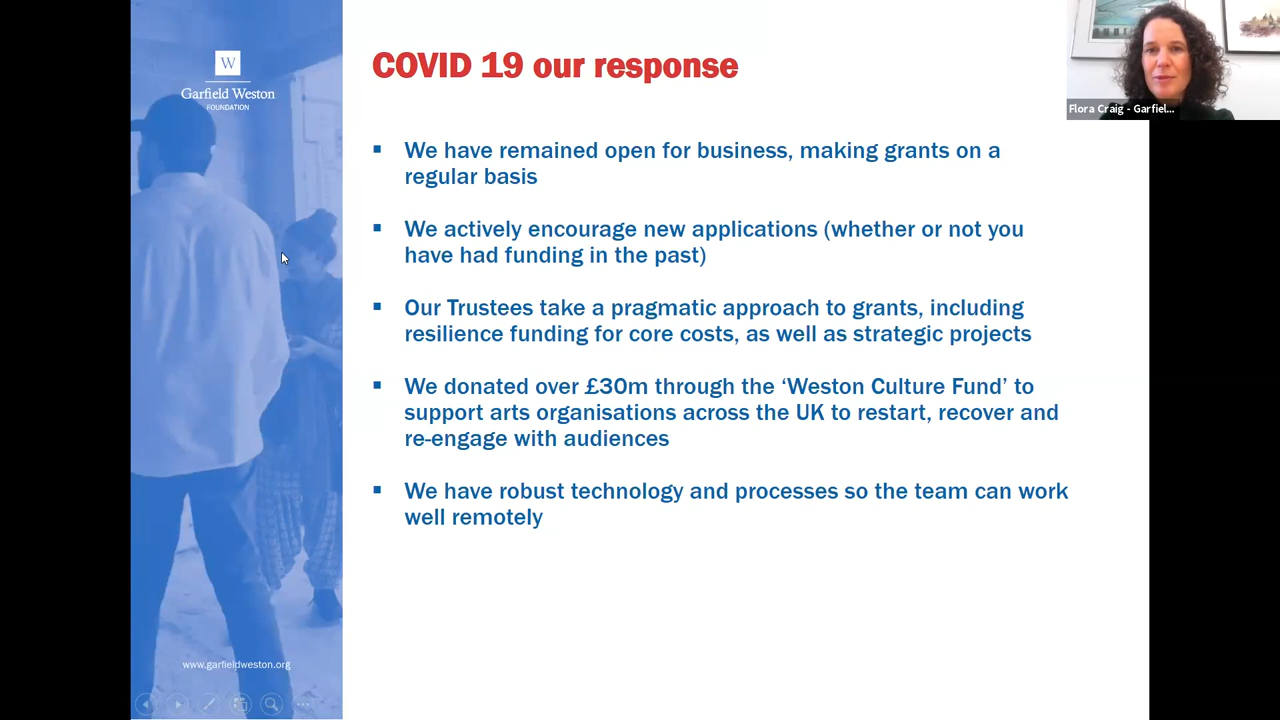 W
Garfield Weston
FOUNDATION
COVID 19 our response
Flora Craig - Garfiel...
We have remained open for business, making grants on a
regular basis
We actively encourage new applications (whether or not you
have had funding in the past)
Our Trustees take a pragmatic approach to grants, including
resilience funding for core costs, as well as strategic projects
We donated over £30m through the ‘Weston Culture Fund’ to
support arts organisations across the UK to restart, recover and
re-engage with audiences
We have robust technology and processes so the team can work
well remotely
www.garfieldweston.org